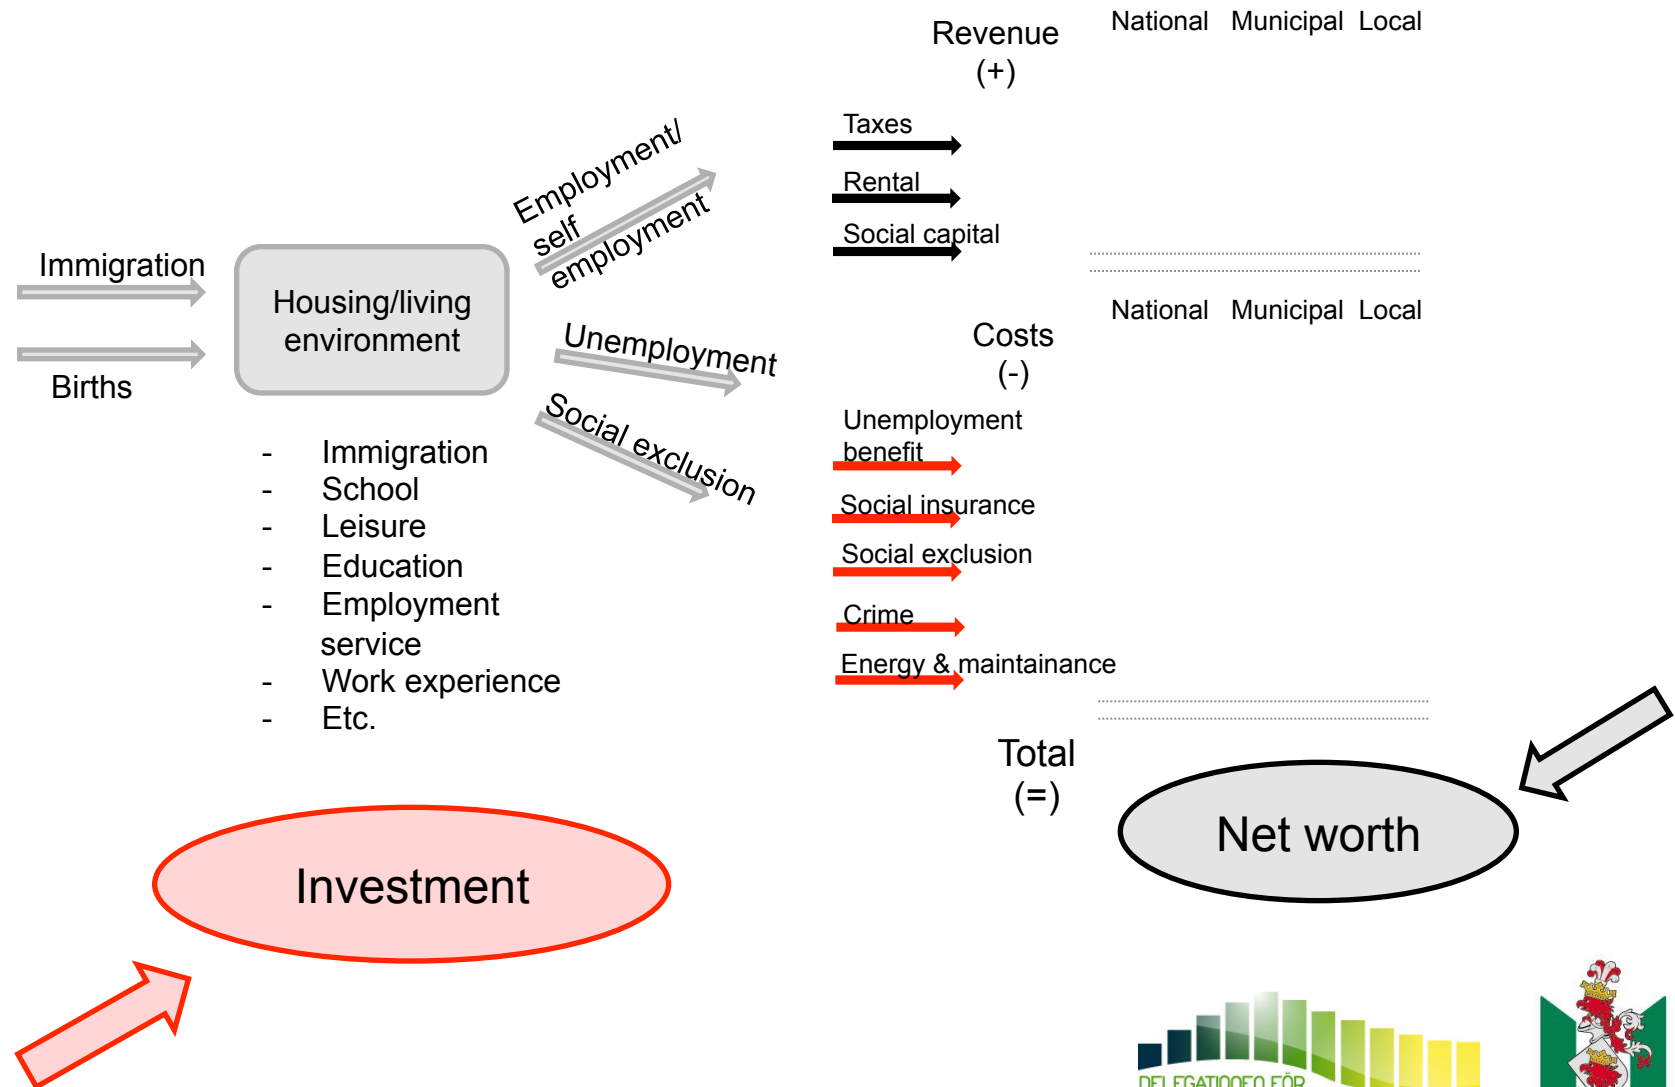 Revenue
(+)
National Municipal Local
Taxes
Rental
Social capital
Employment/
self
employment
Immigration
Births
Housing/living
environment
Unemployment
Social exclusion
National Municipal Local
Costs
(-)
Unemployment
benefit
Social insurance
Social exclusion
Crime
Energy & maintainance
- Immigration
- School
- Leisure
- Education
- Employment
service
- Work experience
- Etc.
Total
(=)
Net worth
Investment
DELEGATIONEN FÖR